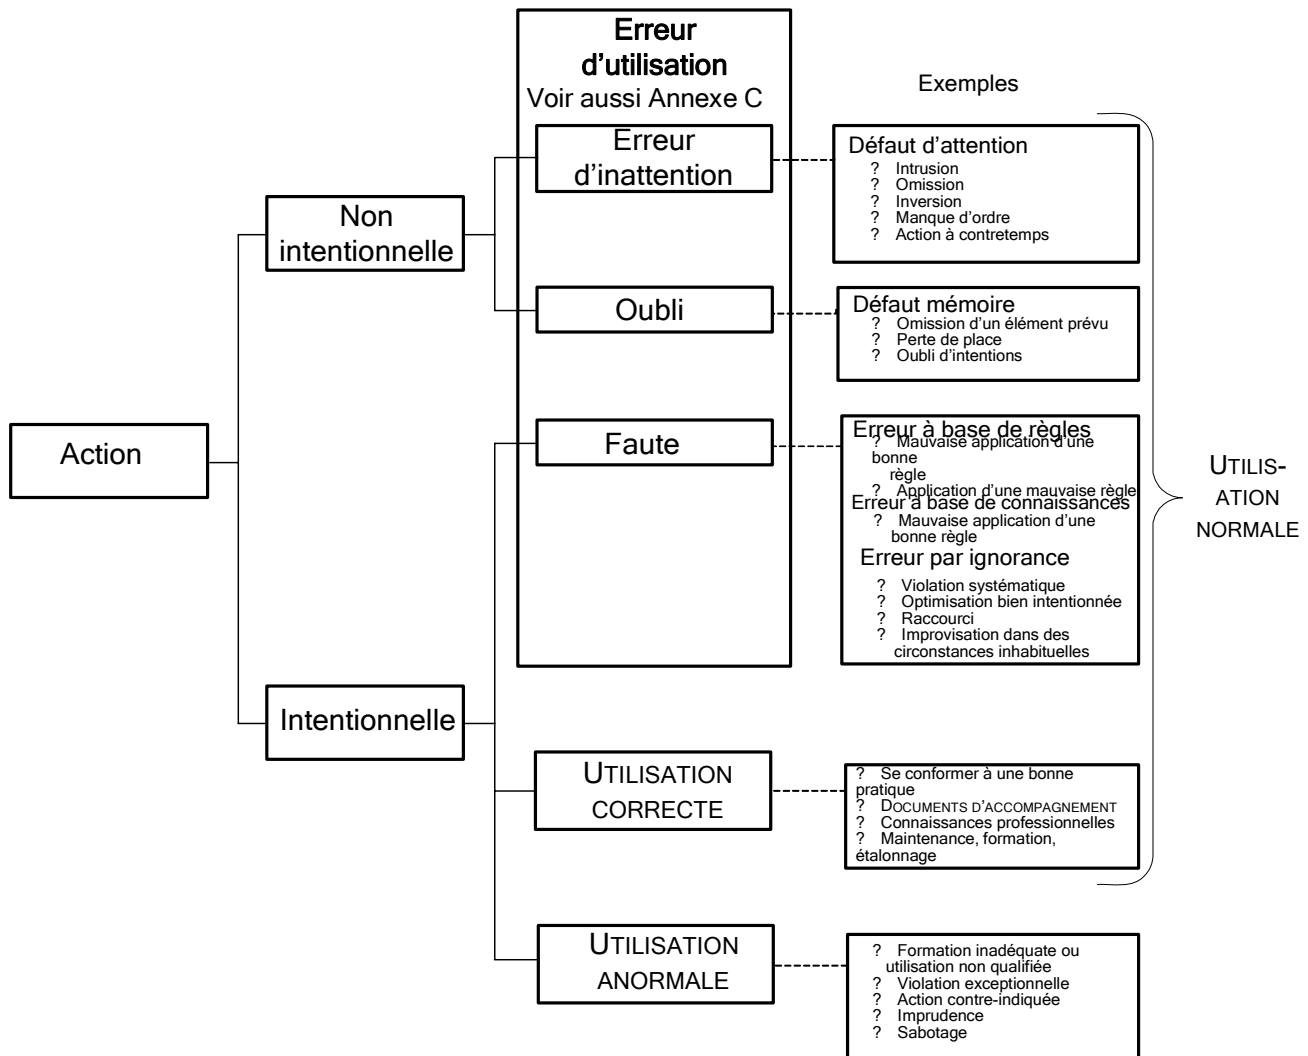 Erreur
d'utilisation
Voir aussi Annexe C
Exemples
Erreur
d'inattention
Défaut d'attention
? Intrusion
? Omission
? Inversion
? Manque d'ordre
? Action à contretemps
Non
intentionnelle
Oubli
Défaut mémoire
? Omission d'un élément prévu
? Perte de place
? Oubli d'intentions
Action
Faute
Erreur à base de règles
? Mauvaise application d'une
bonne
règle
? Application d'une mauvaise règle
Erreur à base de connaissances
? Mauvaise application d'une
bonne règle
Erreur par ignorance
? Violation systématique
? Optimisation bien intentionnée
? Raccourci
? Improvisation dans des
circonstances inhabituelles
UTILIS-
ATION
NORMALE
Intentionnelle
UTILISATION
CORRECTE
? Se conformer à une bonne
pratique
? DOCUMENTS D'ACCOMPAGNEMENT
? Connaissances professionnelles
? Maintenance, formation,
étalonnage
UTILISATION
ANORMALE
? Formation inadéquate ou
utilisation non qualifiée
? Violation exceptionnelle
? Action contre-indiquée
? Imprudence
? Sabotage